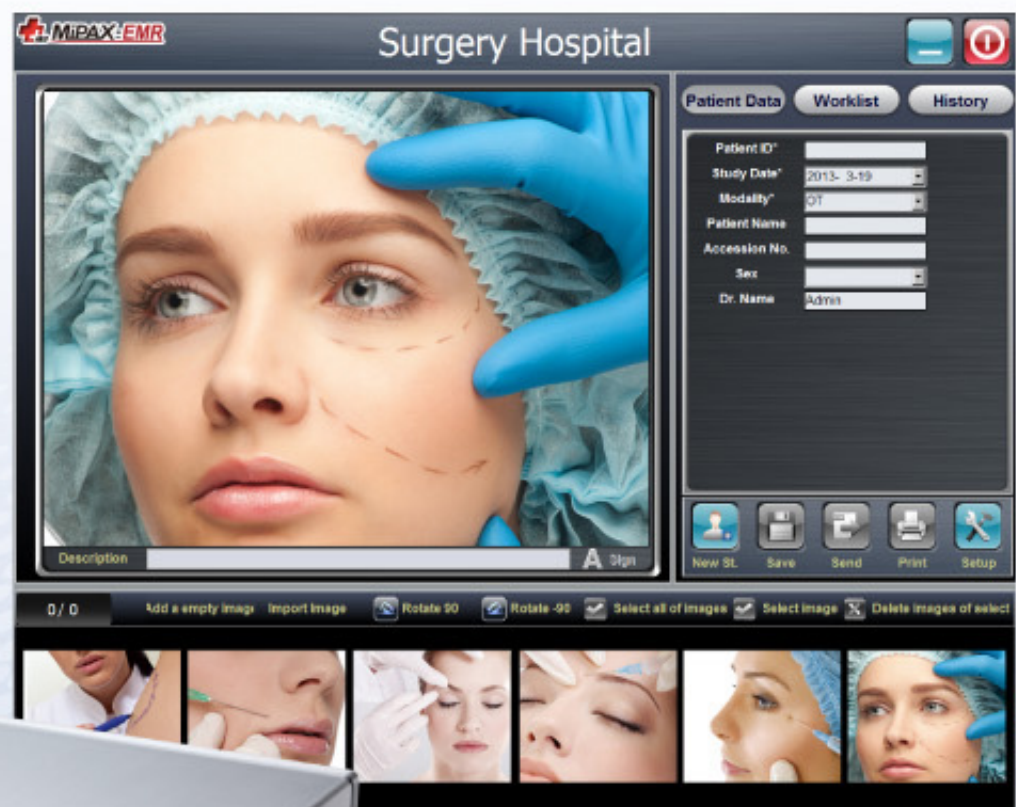 MiPAX-EMR
Surgery Hospital
Patient Data Worklist History
Patient ID*
Study Date* 2013- 3-19
Modality* OT
Patient Name
Accession No.
Sex
Dr. Name Admin
Description A Sign
New St. Save Send Print Setup
0/ 0 Add a empty image Import Image Rotate 90 Rotate -90 Select all of images Select image Delete images of select